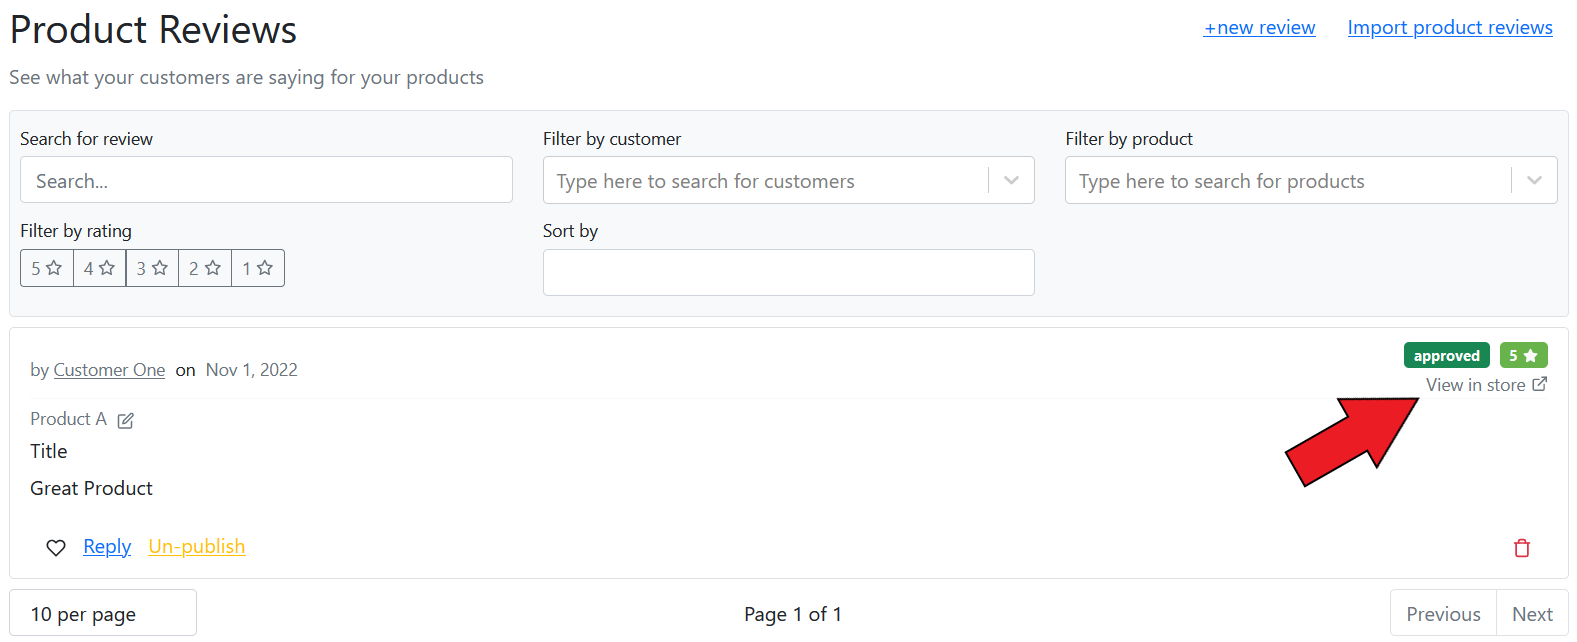 Product Reviews
+new review Import product reviews
See what your customers are saying for your products
Search for review Filter by customer Filter by product
Search... Type here to search for customers Type here to search for products
Filter by rating Sort by
5 4 3 2 1
approved 5
by Customer One on Nov 1, 2022
View in store
Product A
Title
Great Product
Reply Un-publish
10 per page Page 1 of 1 Previous Next